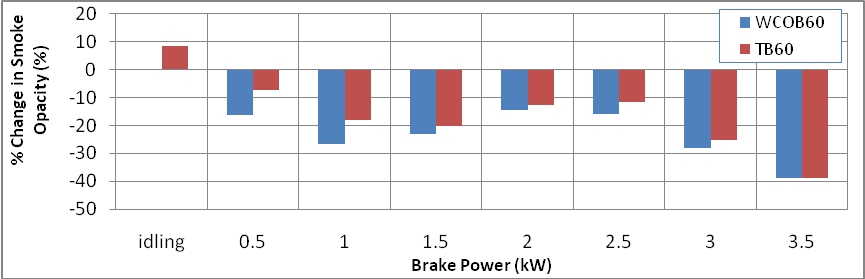 % Change in Smoke
Opacity (%)
20
10
0
-10
-20
-30
-40
-50
WCOB60
TB60
idling 0.5 1 1.5 2 2.5 3 3.5
Brake Power (kW)